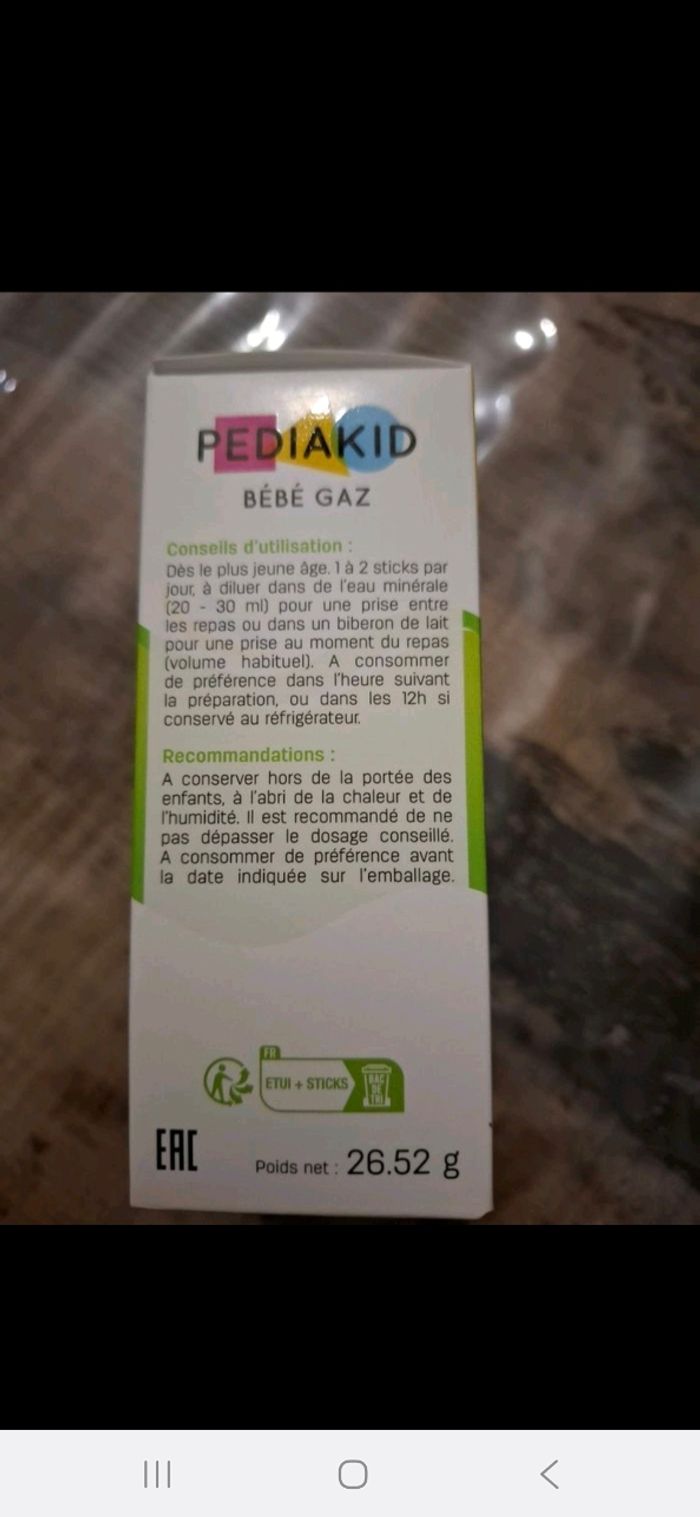 PEDIAKID
BÉBÉ GAZ
Conseils d'utilisation :
Dès le plus jeune âge. 1 à 2 sticks par
jour, à diluer dans de l'eau minérale
(20 - 30 ml) pour une prise entre
les repas ou dans un biberon de lait
pour une prise au moment du repas
(volume habituel). A consommer
de préférence dans l'heure suivant
la préparation, ou dans les 12h si
conservé au réfrigérateur.
Recommandations :
A conserver hors de la portée des
enfants, à l'abri de la chaleur et de
l'humidité. Il est recommandé de ne
pas dépasser le dosage conseillé.
A consommer de préférence avant
la date indiquée sur l'emballage.
FR
ETUI + STICKS
BAC
DE
TRI
EAC
Poids net : 26.52 g